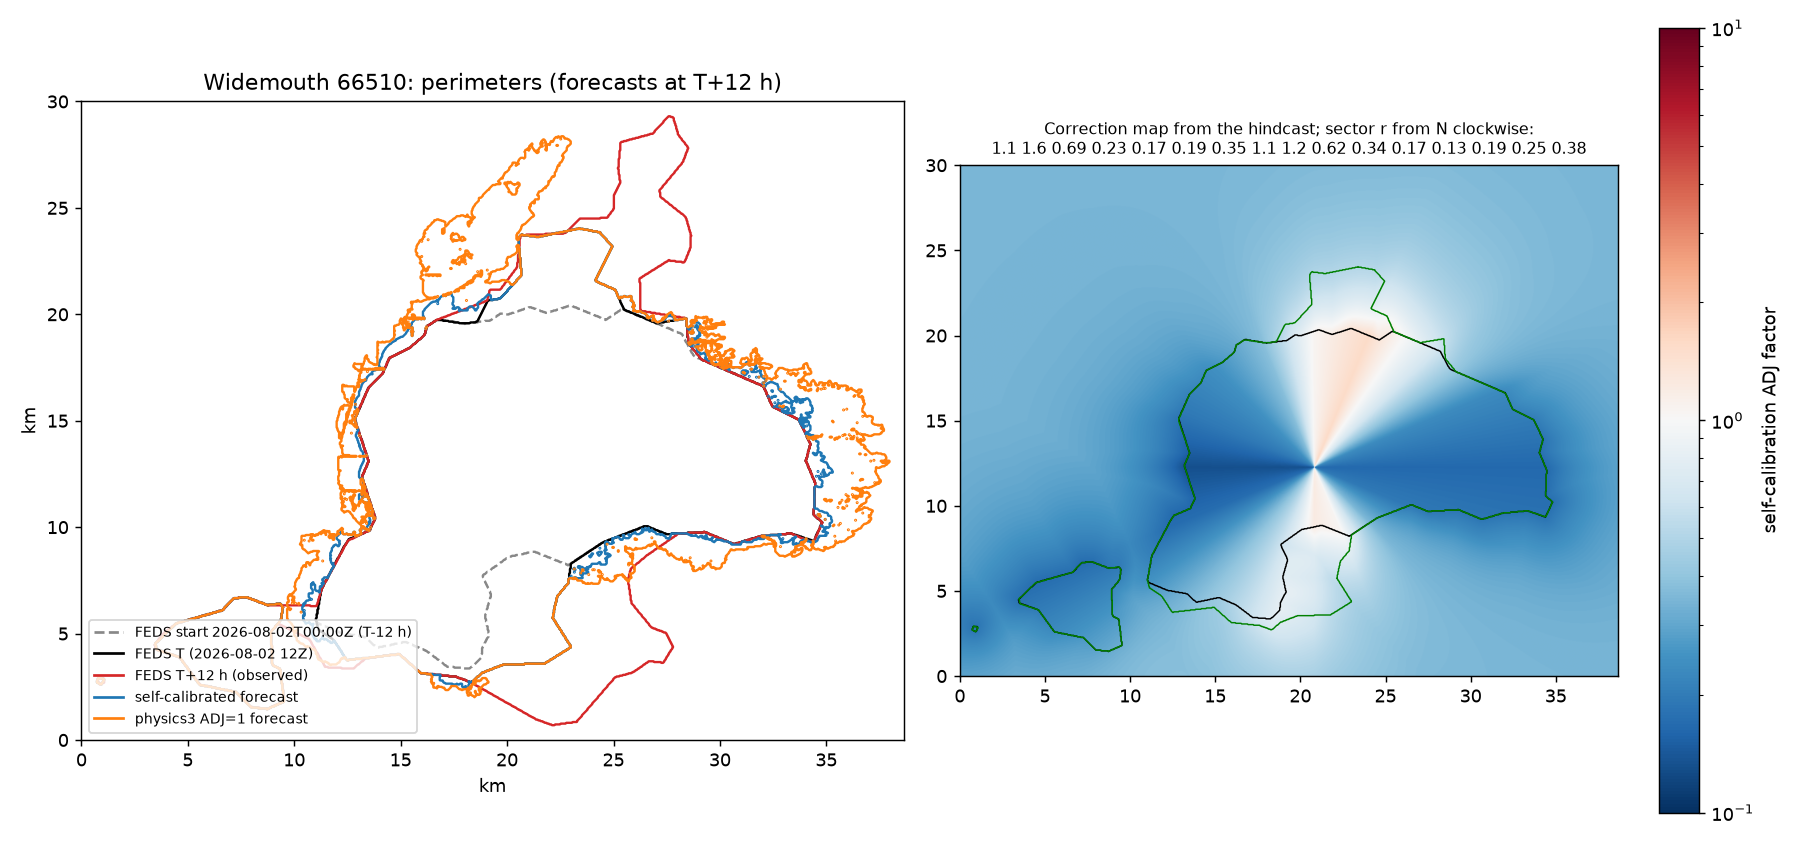 Widemouth 66510: perimeters (forecasts at T+12 h)
30
25
20
15
10
5
0
km
0 5 10 15 20 25 30 35
km
FEDS start 2026-08-02T00:00Z (T-12 h)
FEDS T (2026-08-02 12Z)
FEDS T+12 h (observed)
self-calibrated forecast
physics3 ADJ=1 forecast
Correction map from the hindcast; sector r from N clockwise:
1.1 1.6 0.69 0.23 0.17 0.19 0.35 1.1 1.2 0.62 0.34 0.17 0.13 0.19 0.25 0.38
30
25
20
15
10
5
0
0 5 10 15 20 25 30 35
10¹
10⁰
10⁻¹
self-calibration ADJ factor